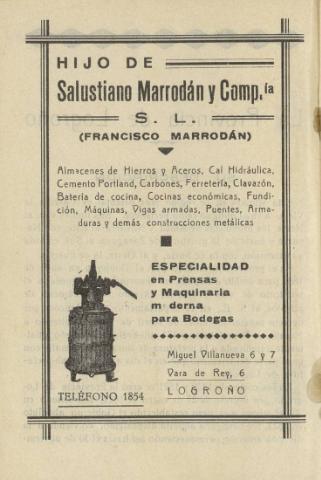 HIJO DE
Salustiano Marrodán y Comp.ía
S. L.
(FRANCISCO MARRODÁN)
Almacenes de Hierros y Aceros, Cal Hidráulica,
Cemento Portland, Carbones, Ferretería, Clavazón,
Batería de cocina, Cocinas económicas, Fundi-
ción, Máquinas, Vigas armadas, Puentes, Arma-
duras y demás construcciones metálicas
ESPECIALIDAD
en Prensas
y Maquinaria
m derna
para Bodegas
Miguel Villanueva 6 y 7
Vara de Rey, 6
LOGROÑO
TELÉFONO 1854